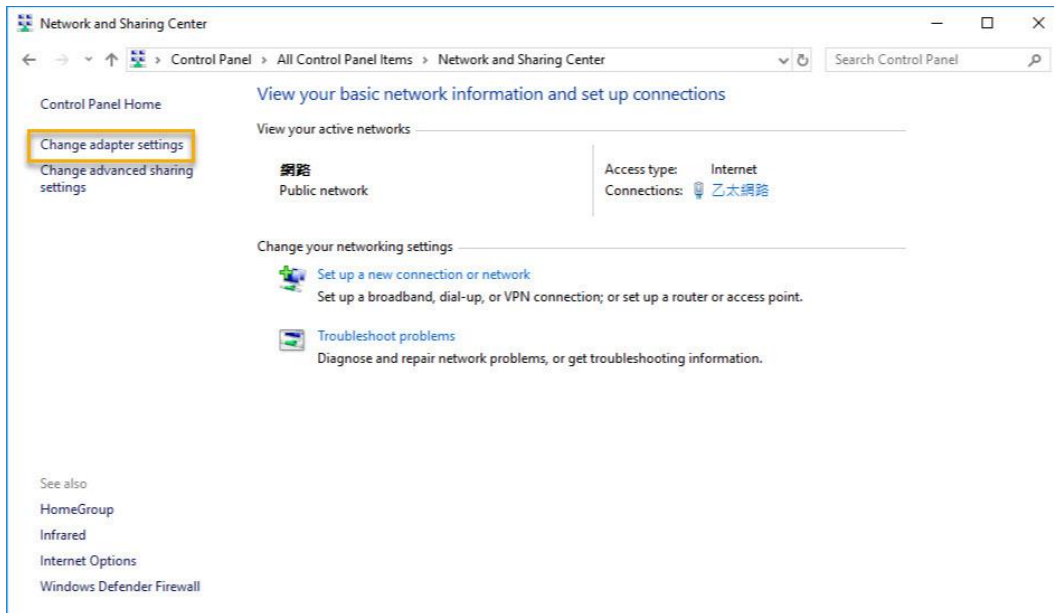 Network and Sharing Center
Control Panel > All Control Panel Items > Network and Sharing Center
Search Control Panel
Control Panel Home
Change adapter settings
Change advanced sharing
settings
View your basic network information and set up connections
View your active networks
網路
Public network
Access type: Internet
Connections: 乙太網路
Change your networking settings
Set up a new connection or network
Set up a broadband, dial-up, or VPN connection; or set up a router or access point.
Troubleshoot problems
Diagnose and repair network problems, or get troubleshooting information.
See also
HomeGroup
Infrared
Internet Options
Windows Defender Firewall